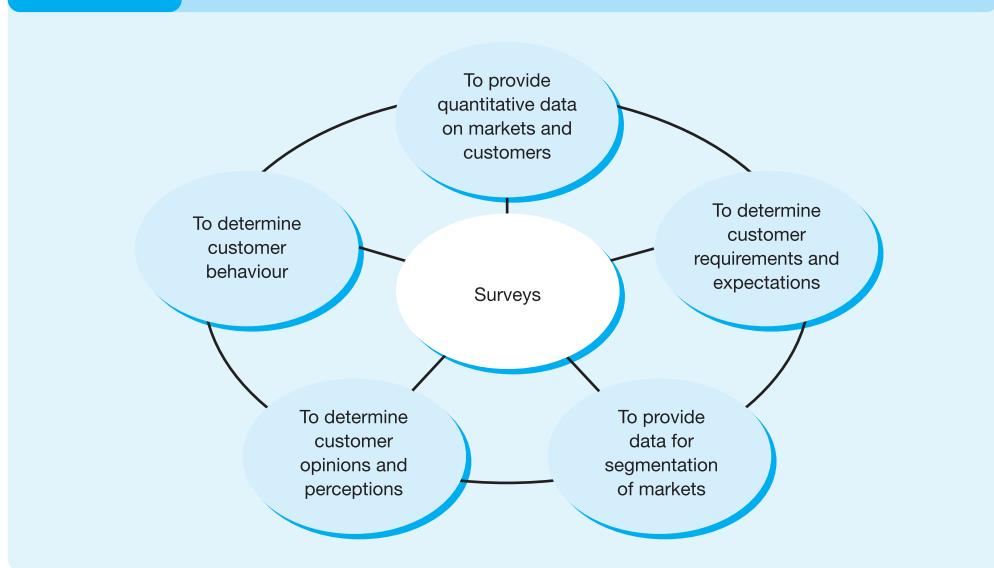 To provide
quantitative data
on markets and
customers
To determine
customer
behaviour
To determine
customer
requirements and
expectations
Surveys
To determine
customer
opinions and
perceptions
To provide
data for
segmentation
of markets